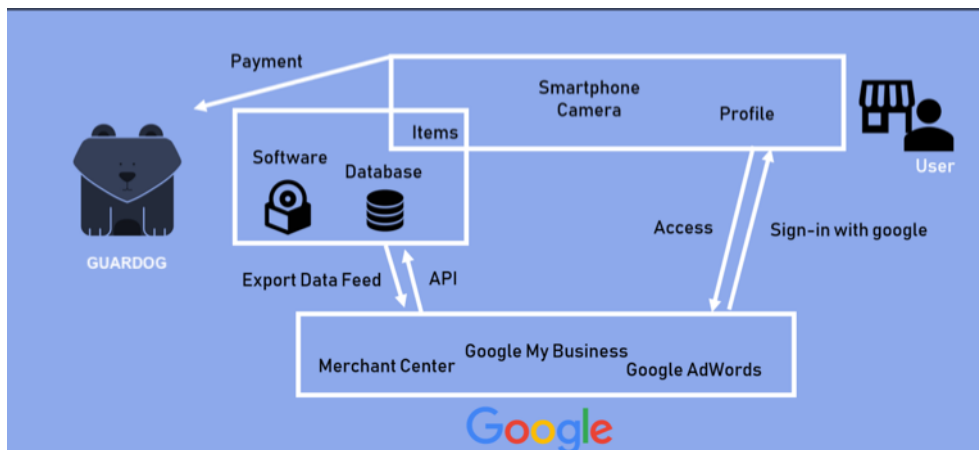 Payment
Smartphone
Camera
Profile
Items
Software
Database
User
GUARDOG
Access
Sign-in with google
Export Data Feed
API
Merchant Center
Google My Business
Google AdWords
Google